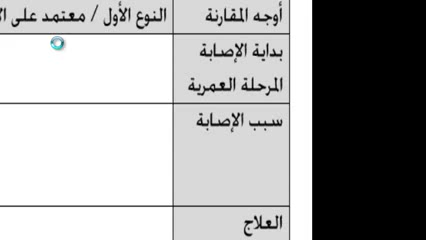 أوجه المقارنة
النوع الأول / معتمد على
بداية الإصابة
المرحلة العمرية
سبب الإصابة
العلاج